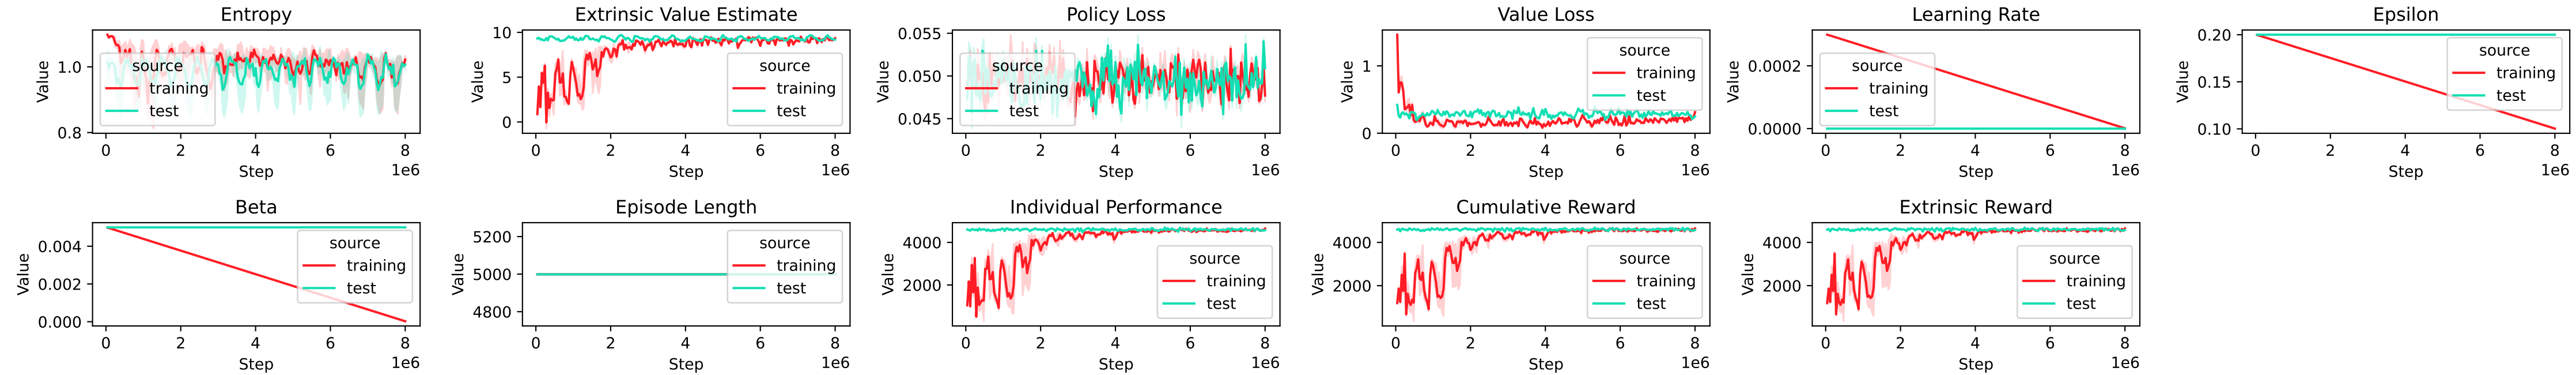 Entropy
Value
1.0
0.8
source
training
test
0 2 4 6 8
Step
1e6
Extrinsic Value Estimate
Value
10
5
0
source
training
test
0 2 4 6 8
Step
1e6
Policy Loss
Value
0.055
0.050
0.045
source
training
test
0 2 4 6 8
Step
1e6
Value Loss
Value
1
0
source
training
test
0 2 4 6 8
Step
1e6
Learning Rate
Value
0.0002
0.0000
source
training
test
0 2 4 6 8
Step
1e6
Epsilon
Value
0.20
0.15
0.10
source
training
test
0 2 4 6 8
Step
1e6
Beta
Value
0.004
0.002
0.000
source
training
test
0 2 4 6 8
Step
1e6
Episode Length
Value
5200
5000
4800
source
training
test
0 2 4 6 8
Step
1e6
Individual Performance
Value
4000
2000
source
training
test
0 2 4 6 8
Step
1e6
Cumulative Reward
Value
4000
2000
source
training
test
0 2 4 6 8
Step
1e6
Extrinsic Reward
Value
4000
2000
source
training
test
0 2 4 6 8
Step
1e6